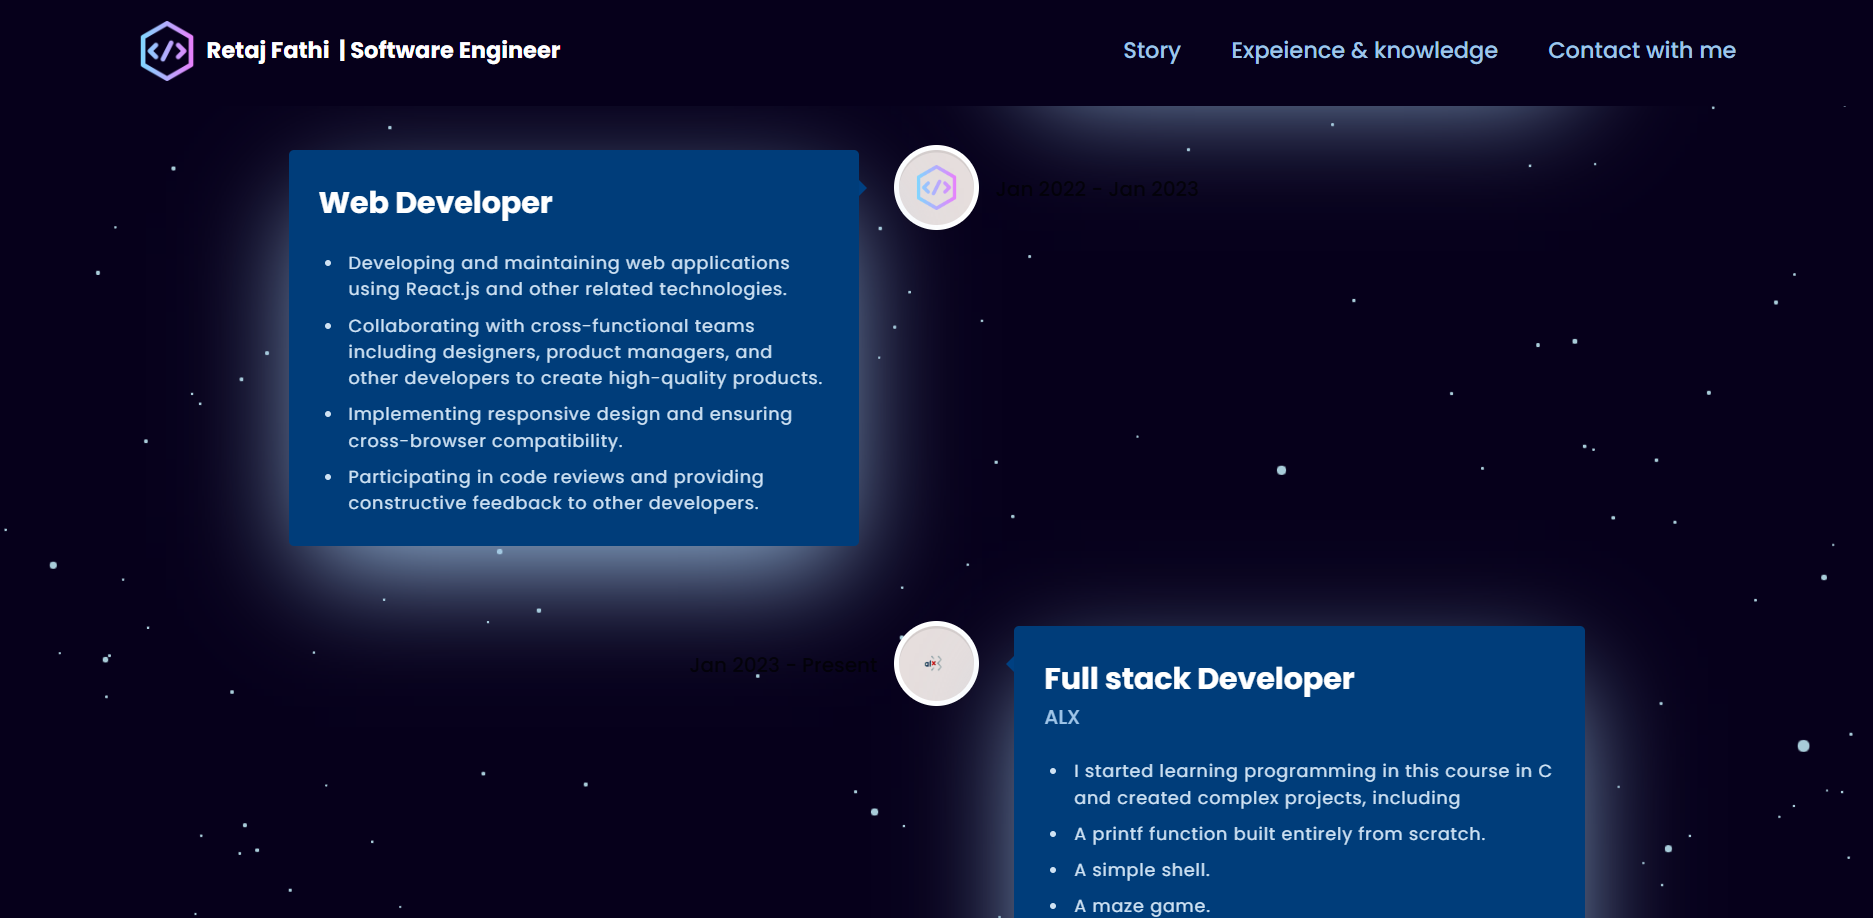 Retaj Fathi | Software Engineer
Story
Expeience & knowledge
Contact with me
Web Developer
Jan 2022 - Jan 2023
• Developing and maintaining web applications
using React.js and other related technologies.
• Collaborating with cross-functional teams
including designers, product managers, and
other developers to create high-quality products.
• Implementing responsive design and ensuring
cross-browser compatibility.
• Participating in code reviews and providing
constructive feedback to other developers.
Jan 2023 - Present
alx
Full stack Developer
ALX
• I started learning programming in this course in C
and created complex projects, including
• A printf function built entirely from scratch.
• A simple shell.
• A maze game.